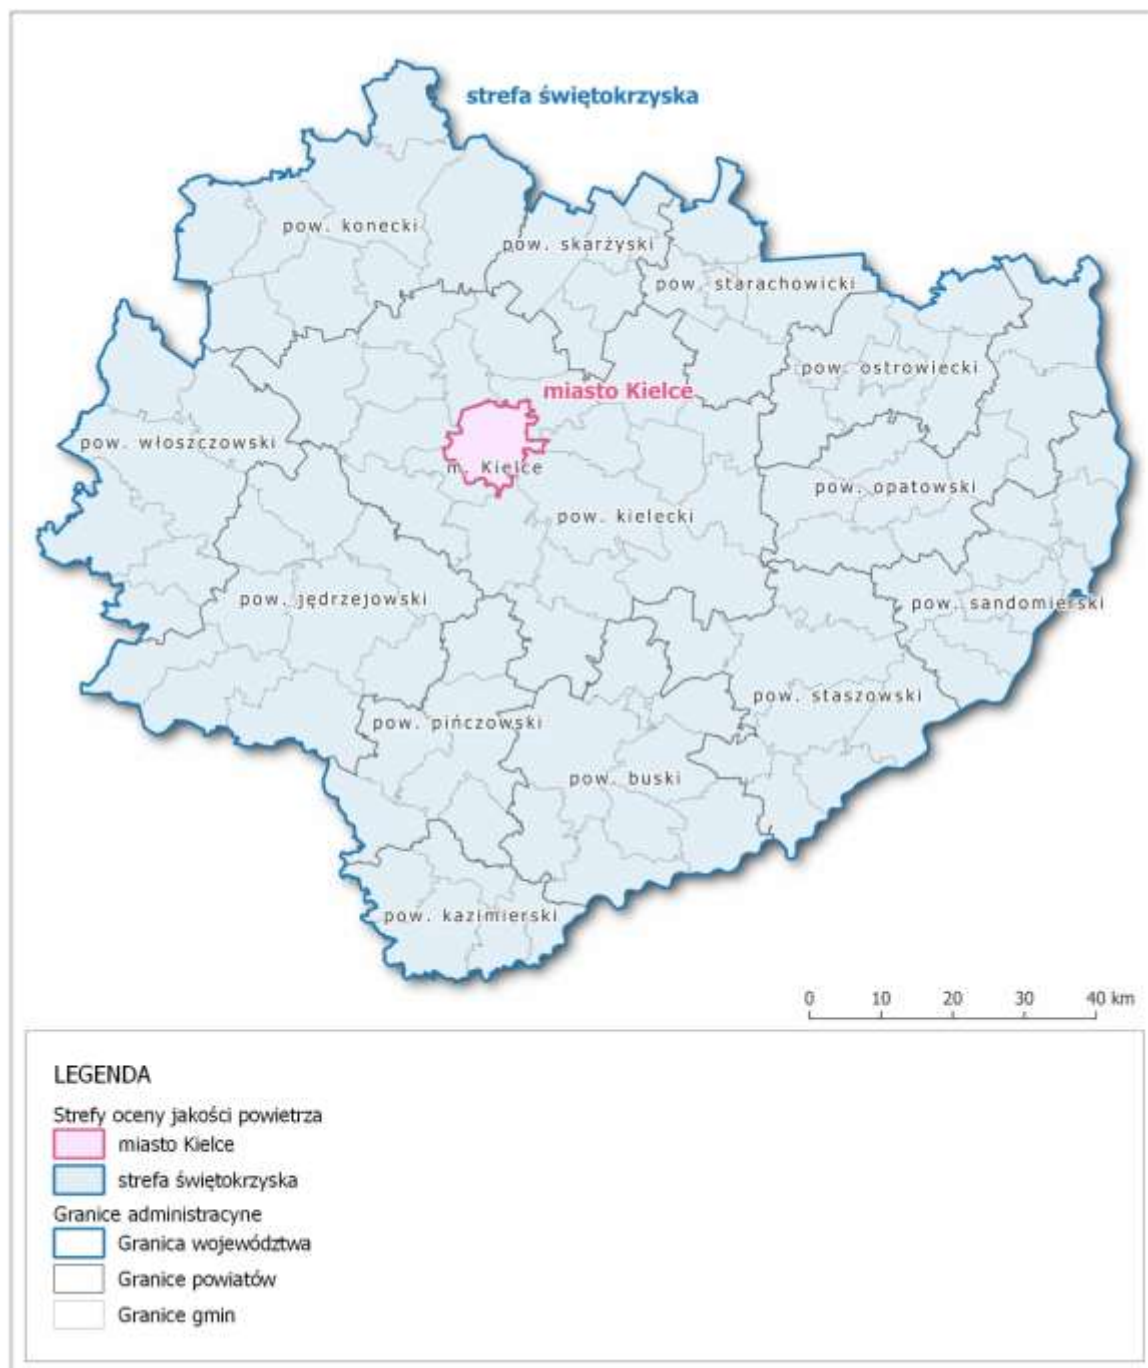 strefa świętokrzyska
pow. konecki
pow. skarżyski
pow. starachowicki
pow. ostrowiecki
miasto Kielce
pow. włoszczowski
m. Kielce
pow. opatowski
pow. kielecki
pow. jędrzejowski
pow. sandomierski
pow. staszowski
pow. pińczowski
pow. buski
pow. kazimierski
0 10 20 30 40 km
LEGENDA
Strefy oceny jakości powietrza
miasto Kielce
strefa świętokrzyska
Granice administracyne
Granica województwa
Granice powiatów
Granice gmin